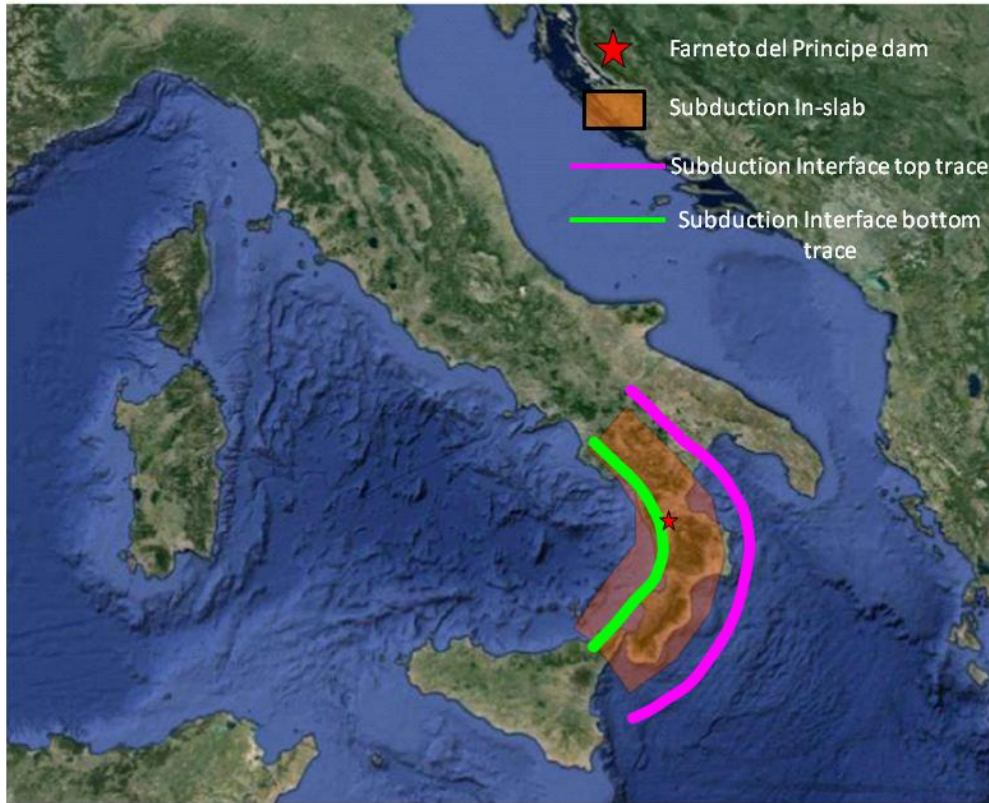 Farneto del Principe dam
Subduction In-slab
Subduction Interface top trace
Subduction Interface bottom
trace